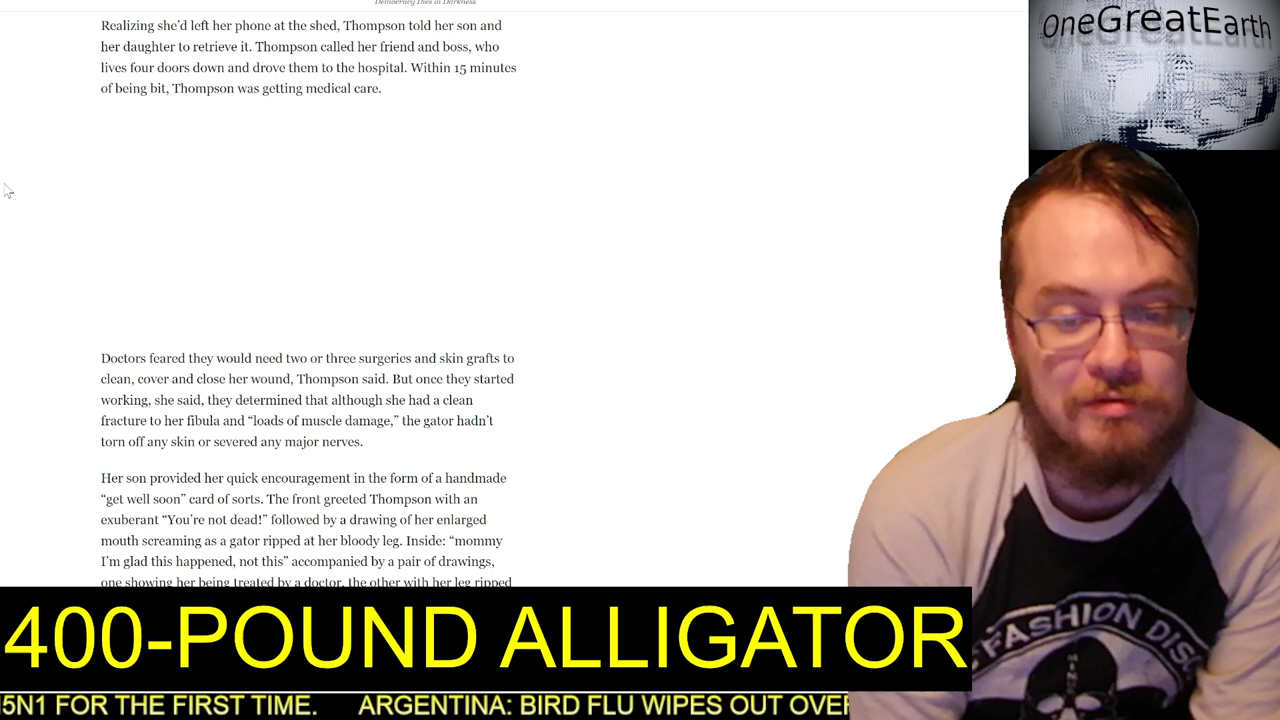 Democracy Dies in Darkness
OneGreatEarth
Realizing she’d left her phone at the shed, Thompson told her son and
her daughter to retrieve it. Thompson called her friend and boss, who
lives four doors down and drove them to the hospital. Within 15 minutes
of being bit, Thompson was getting medical care.
Doctors feared they would need two or three surgeries and skin grafts to
clean, cover and close her wound, Thompson said. But once they started
working, she said, they determined that although she had a clean
fracture to her fibula and “loads of muscle damage,” the gator hadn’t
torn off any skin or severed any major nerves.
Her son provided her quick encouragement in the form of a handmade
“get well soon” card of sorts. The front greeted Thompson with an
exuberant “You’re not dead!” followed by a drawing of her enlarged
mouth screaming as a gator ripped at her bloody leg. Inside: “mommy
I’m glad this happened, not this” accompanied by a pair of drawings,
one showing her being treated by a doctor, the other with her leg ripped
FASHION DISC
400-POUND ALLIGATOR
5N1 FOR THE FIRST TIME. ARGENTINA: BIRD FLU WIPES OUT OVER